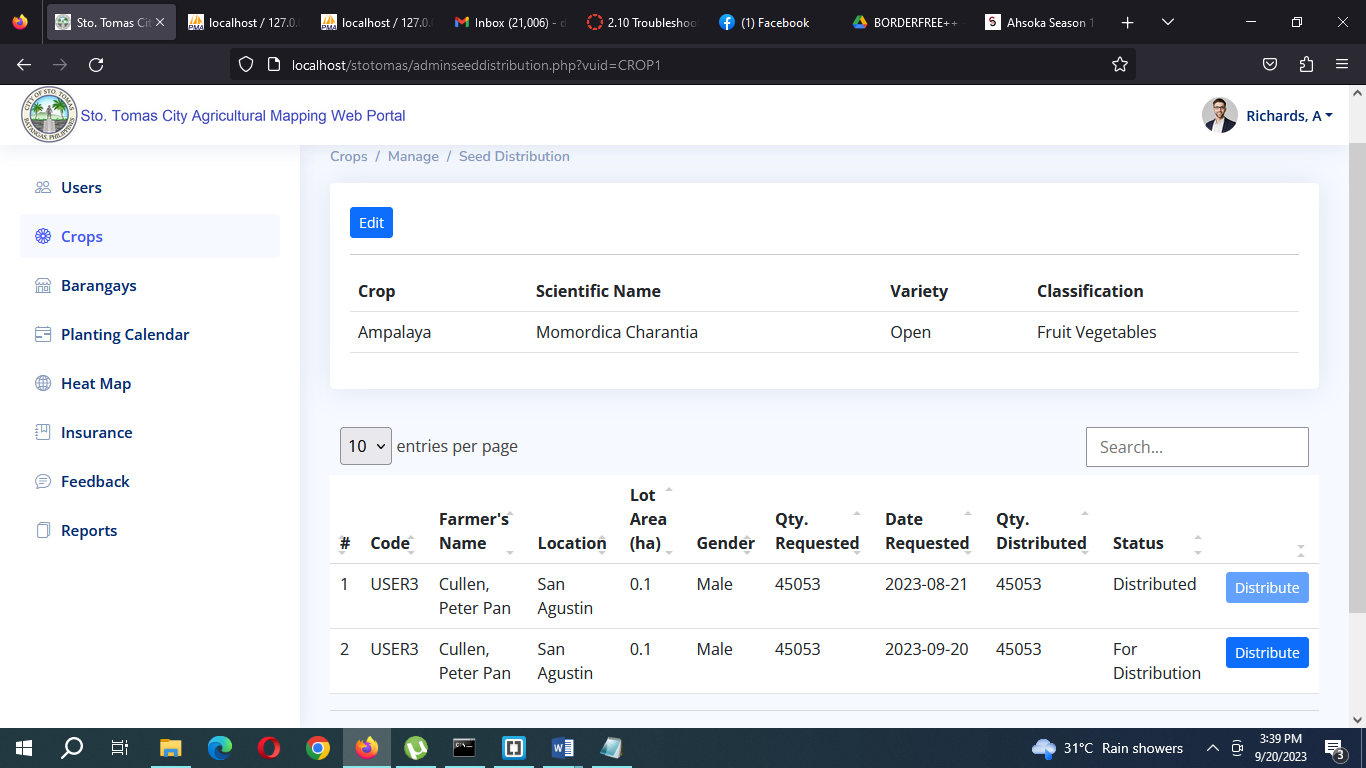 Sto. Tomas Cit
localhost / 127.0.
localhost / 127.0.
Inbox (21,006) - d
2.10 Troubleshoo
(1) Facebook
BORDERFREE++
Ahsoka Season 1
localhost/stotomas/adminseeddistribution.php?vuid=CROP1
Sto. Tomas City Agricultural Mapping Web Portal
Richards, A
Users
Crops
Barangays
Planting Calendar
Heat Map
Insurance
Feedback
Reports
Crops / Manage / Seed Distribution
Edit
Crop Scientific Name Variety Classification
Ampalaya Momordica Charantia Open Fruit Vegetables
10 entries per page
Search...
# Code Farmer's Name Location Lot Area (ha) Gender Qty. Requested Date Requested Qty. Distributed Status
1 USER3 Cullen, Peter Pan San Agustin 0.1 Male 45053 2023-08-21 45053 Distributed Distribute
2 USER3 Cullen, Peter Pan San Agustin 0.1 Male 45053 2023-09-20 45053 For Distribution Distribute
31°C Rain showers
3:39 PM
9/20/2023
3